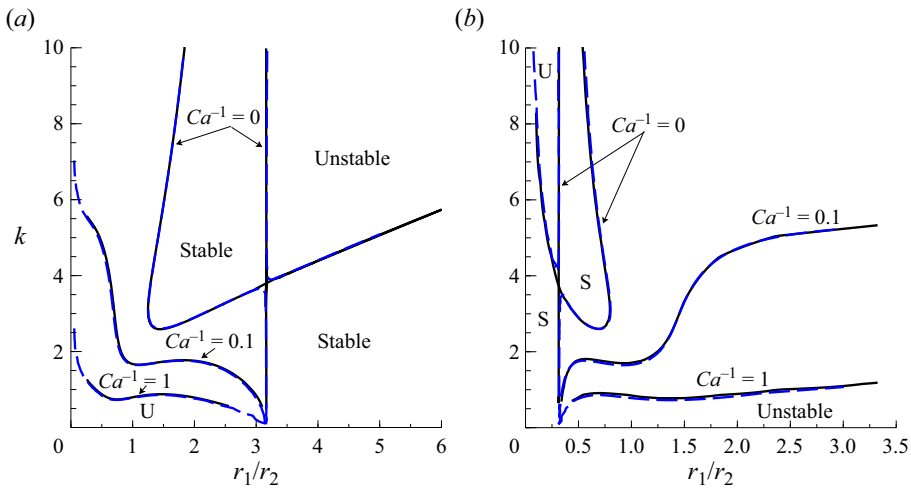 (a)
10
8
6
4
2
k
Ca⁻¹ = 0
Unstable
Stable
Stable
Ca⁻¹ = 0.1
Ca⁻¹ = 1
U
0 1 2 3 4 5 6
r₁/r₂
(b)
10
8
6
4
2
U
Ca⁻¹ = 0
Ca⁻¹ = 0.1
S
S
Ca⁻¹ = 1
Unstable
0 0.5 1.0 1.5 2.0 2.5 3.0 3.5
r₁/r₂